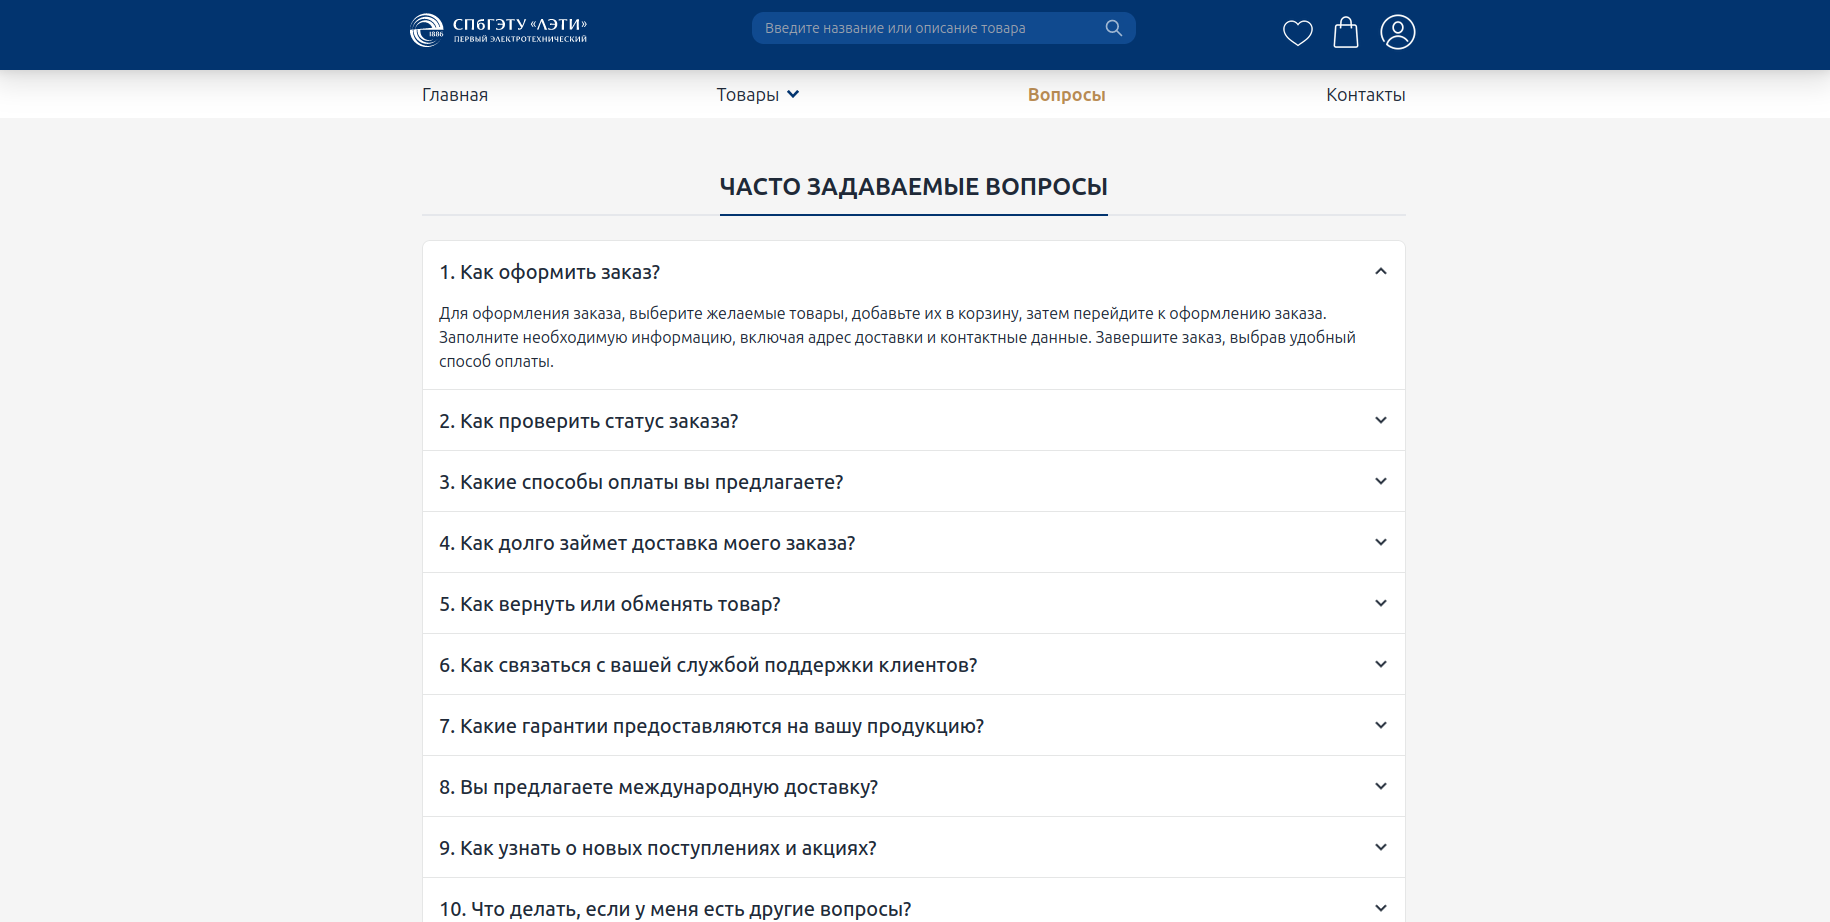 СПбГЭТУ «ЛЭТИ»
ПЕРВЫЙ ЭЛЕКТРОТЕХНИЧЕСКИЙ
1886
Введите название или описание товара
Главная
Товары
Вопросы
Контакты
ЧАСТО ЗАДАВАЕМЫЕ ВОПРОСЫ
1. Как оформить заказ?
Для оформления заказа, выберите желаемые товары, добавьте их в корзину, затем перейдите к оформлению заказа.
Заполните необходимую информацию, включая адрес доставки и контактные данные. Завершите заказ, выбрав удобный
способ оплаты.
2. Как проверить статус заказа?
3. Какие способы оплаты вы предлагаете?
4. Как долго займет доставка моего заказа?
5. Как вернуть или обменять товар?
6. Как связаться с вашей службой поддержки клиентов?
7. Какие гарантии предоставляются на вашу продукцию?
8. Вы предлагаете международную доставку?
9. Как узнать о новых поступлениях и акциях?
10. Что делать, если у меня есть другие вопросы?